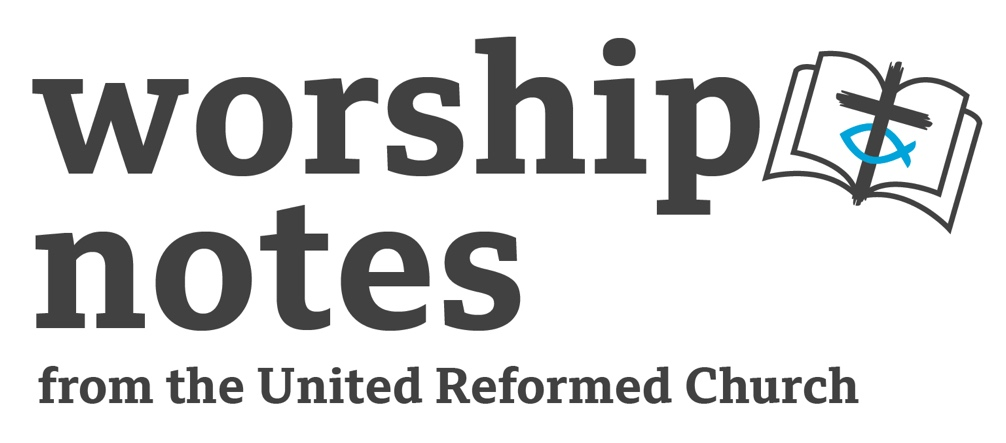 worship
notes
from the United Reformed Church